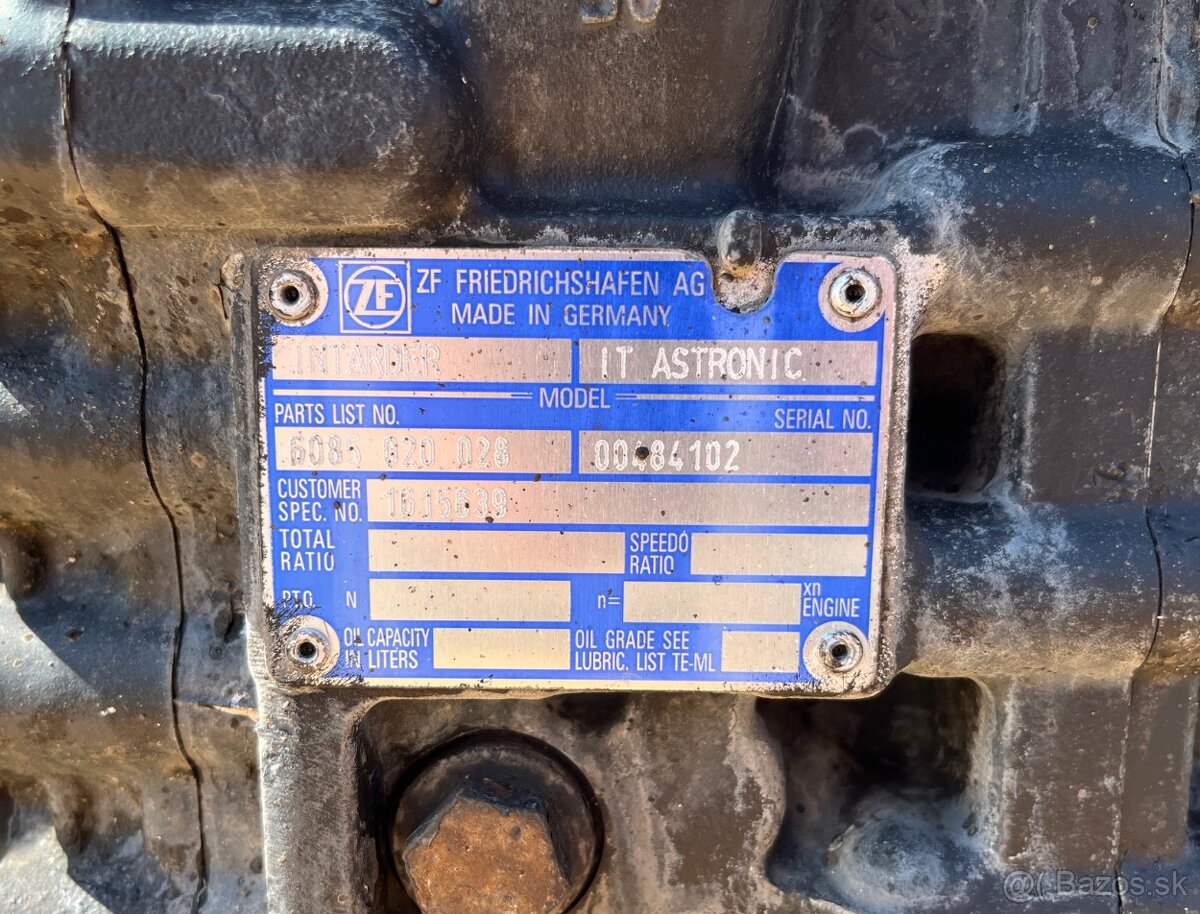 ZF FRIEDRICHSHAFEN AG
MADE IN GERMANY
INTARDER IT ASTRONIC
MODEL
PARTS LIST NO. SERIAL NO.
6085 020 028 00484102
CUSTOMER SPEC. NO. 1615639
TOTAL RATIO SPEEDO RATIO
PTO N n= xn ENGINE
OIL CAPACITY IN LITERS OIL GRADE SEE LUBRIC. LIST TE-ML
Bazos.sk